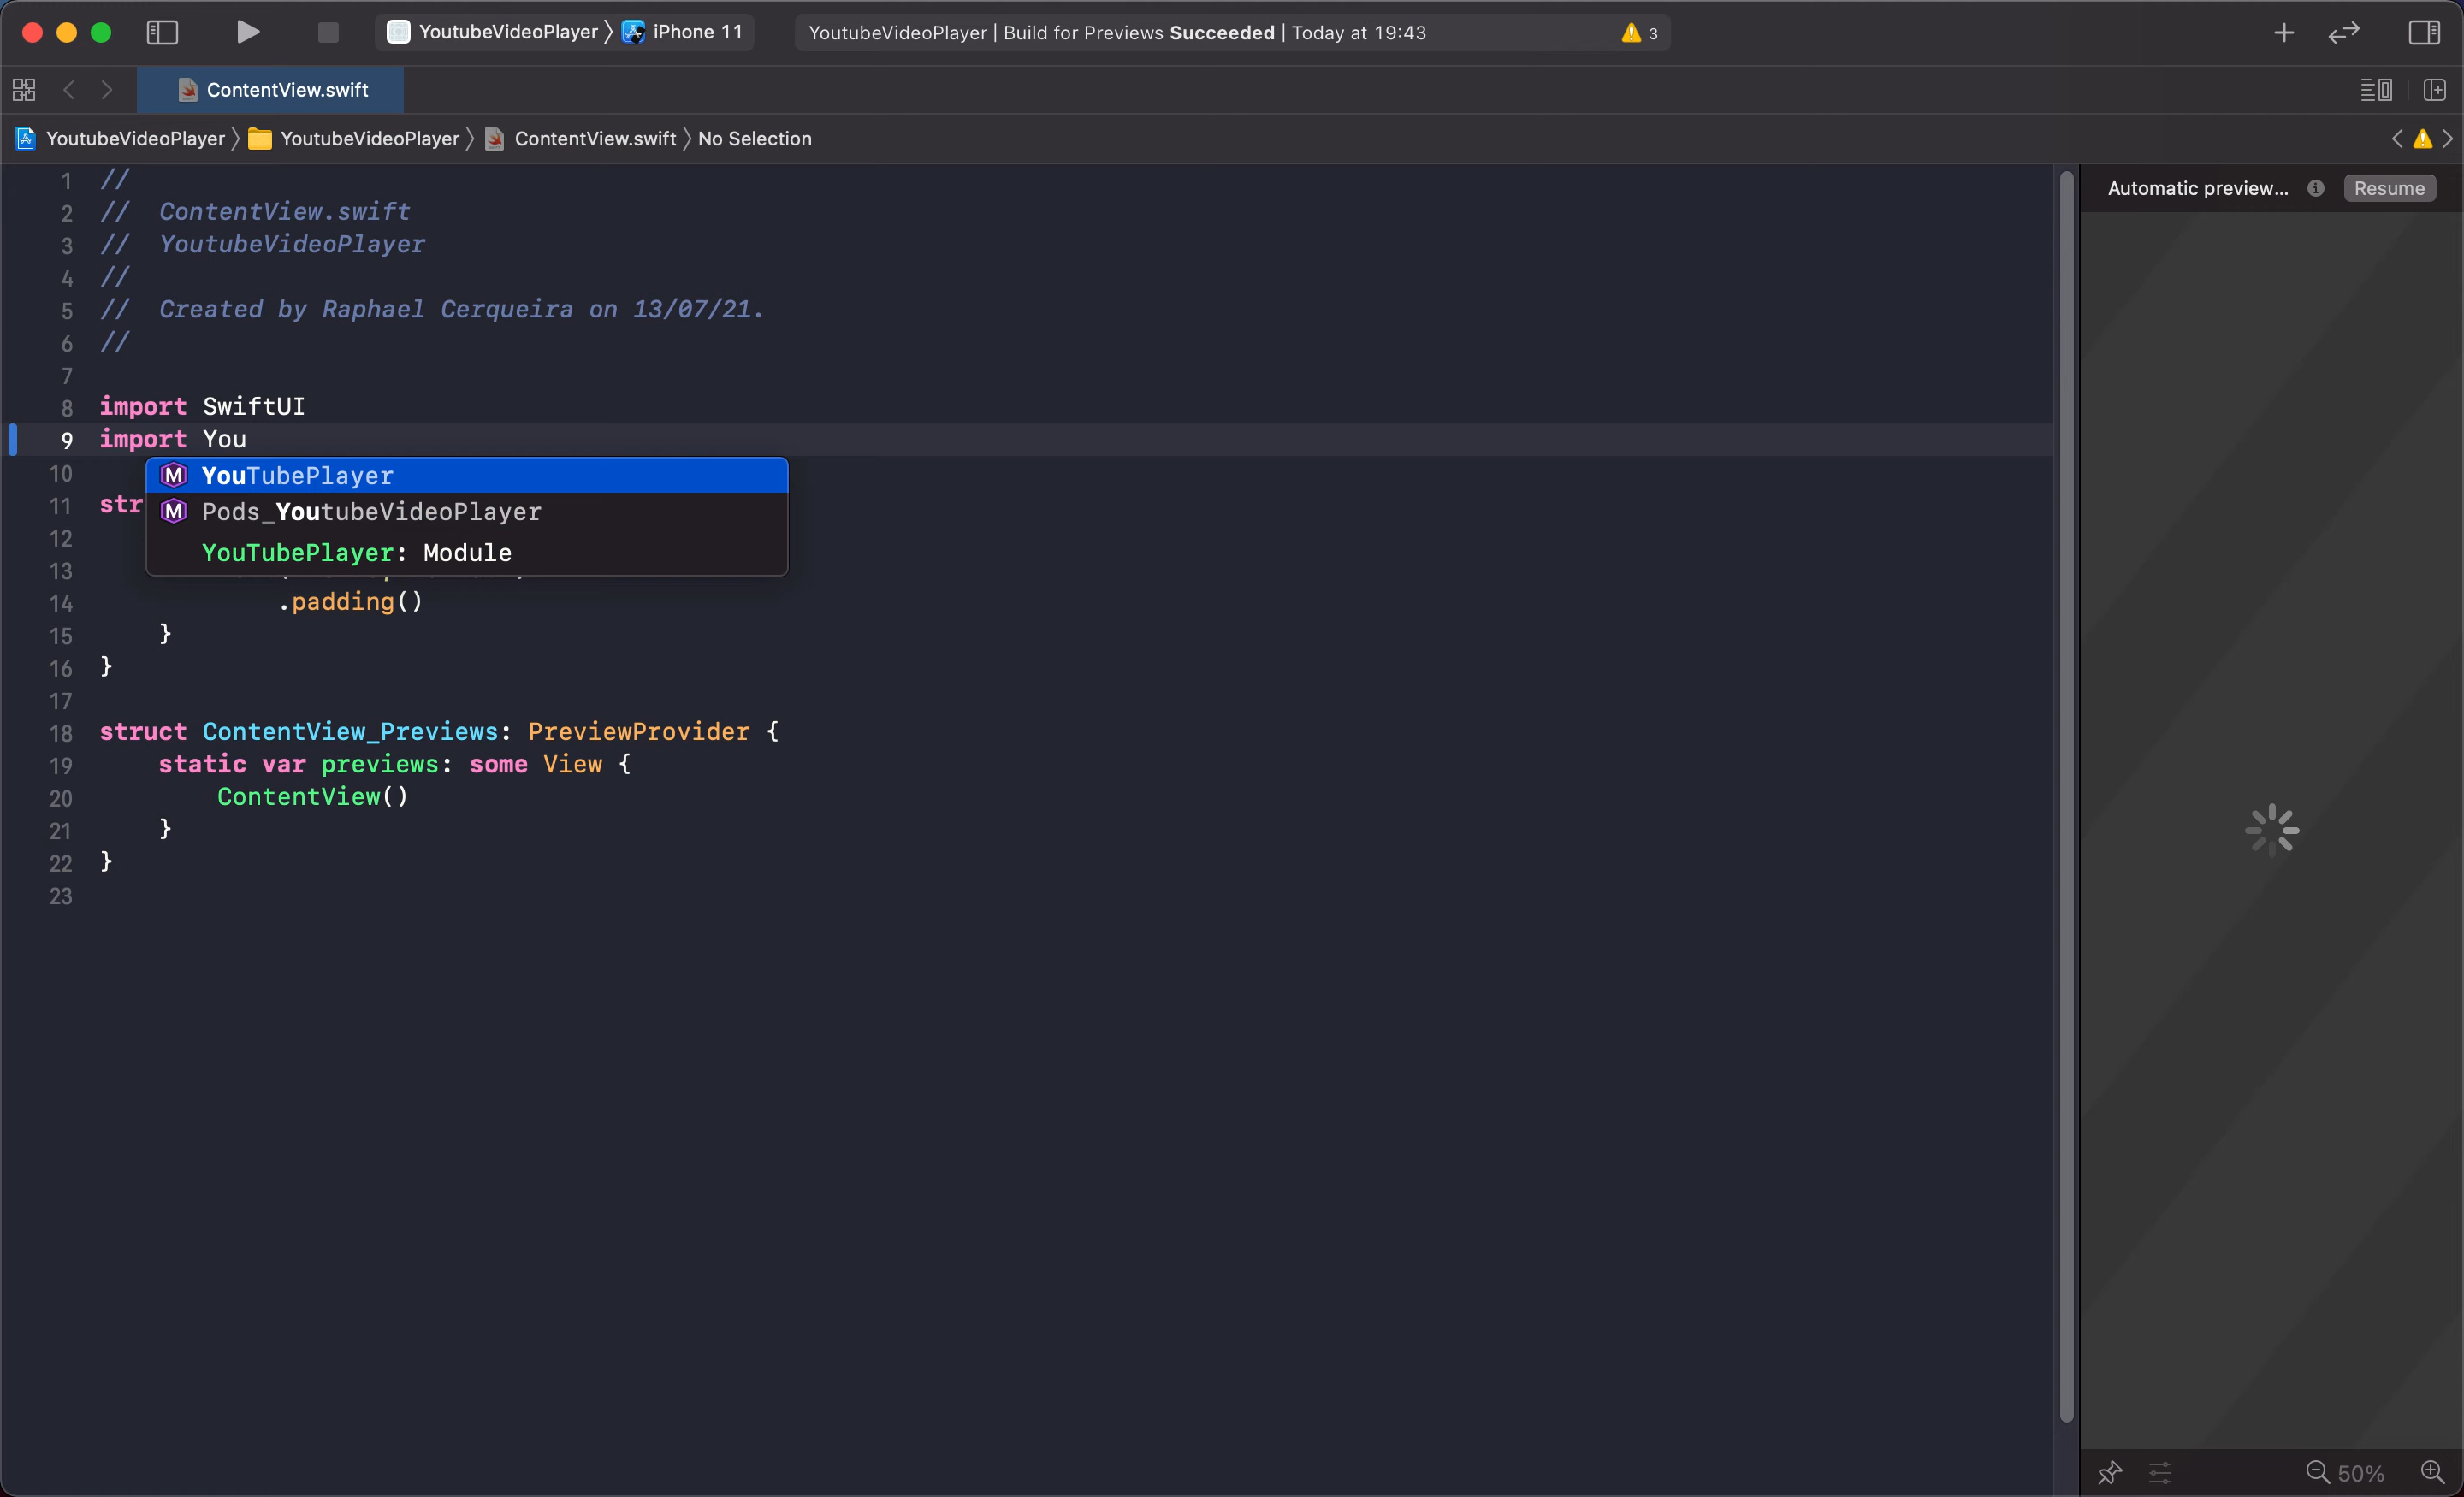 YoutubeVideoPlayer 〉 iPhone 11
YoutubeVideoPlayer | Build for Previews Succeeded | Today at 19:43
3
ContentView.swift
YoutubeVideoPlayer 〉 YoutubeVideoPlayer 〉 ContentView.swift 〉 No Selection
Automatic preview... Resume
1 //
2 //  ContentView.swift
3 //  YoutubeVideoPlayer
4 //
5 //  Created by Raphael Cerqueira on 13/07/21.
6 //
7
8 import SwiftUI
9 import You
10
M YouTubePlayer
11 str
M Pods_YoutubeVideoPlayer
12
YouTubePlayer: Module
13
14 .padding()
15 }
16 }
17
18 struct ContentView_Previews: PreviewProvider {
19 static var previews: some View {
20 ContentView()
21 }
22 }
23
50%